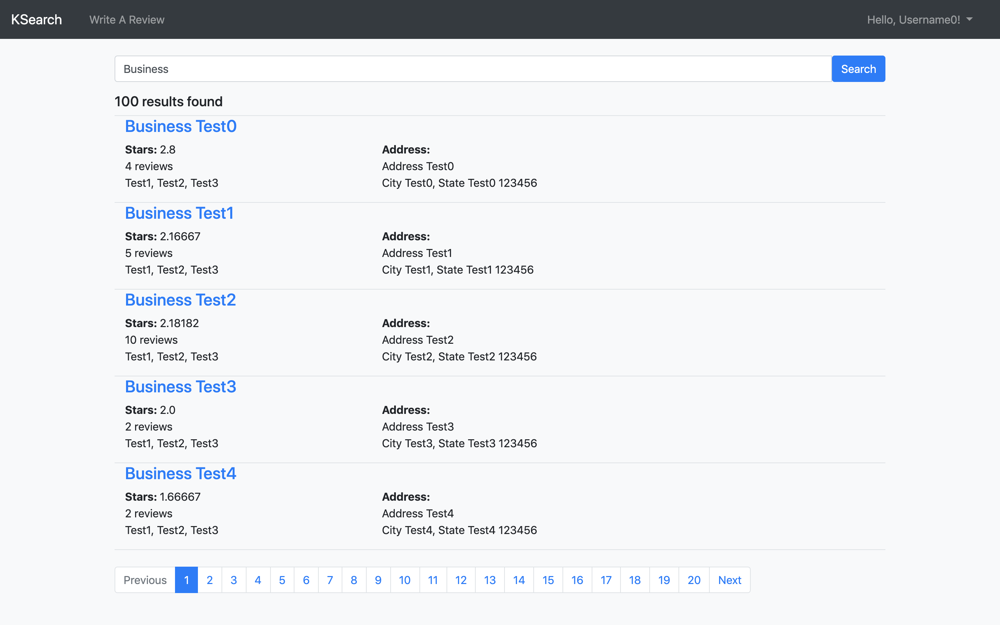 KSearch Write A Review Hello, Username0!
Business Search
100 results found
Business Test0
Stars: 2.8 Address:
4 reviews Address Test0
Test1, Test2, Test3 City Test0, State Test0 123456
Business Test1
Stars: 2.16667 Address:
5 reviews Address Test1
Test1, Test2, Test3 City Test1, State Test1 123456
Business Test2
Stars: 2.18182 Address:
10 reviews Address Test2
Test1, Test2, Test3 City Test2, State Test2 123456
Business Test3
Stars: 2.0 Address:
2 reviews Address Test3
Test1, Test2, Test3 City Test3, State Test3 123456
Business Test4
Stars: 1.66667 Address:
2 reviews Address Test4
Test1, Test2, Test3 City Test4, State Test4 123456
Previous 1 2 3 4 5 6 7 8 9 10 11 12 13 14 15 16 17 18 19 20 Next